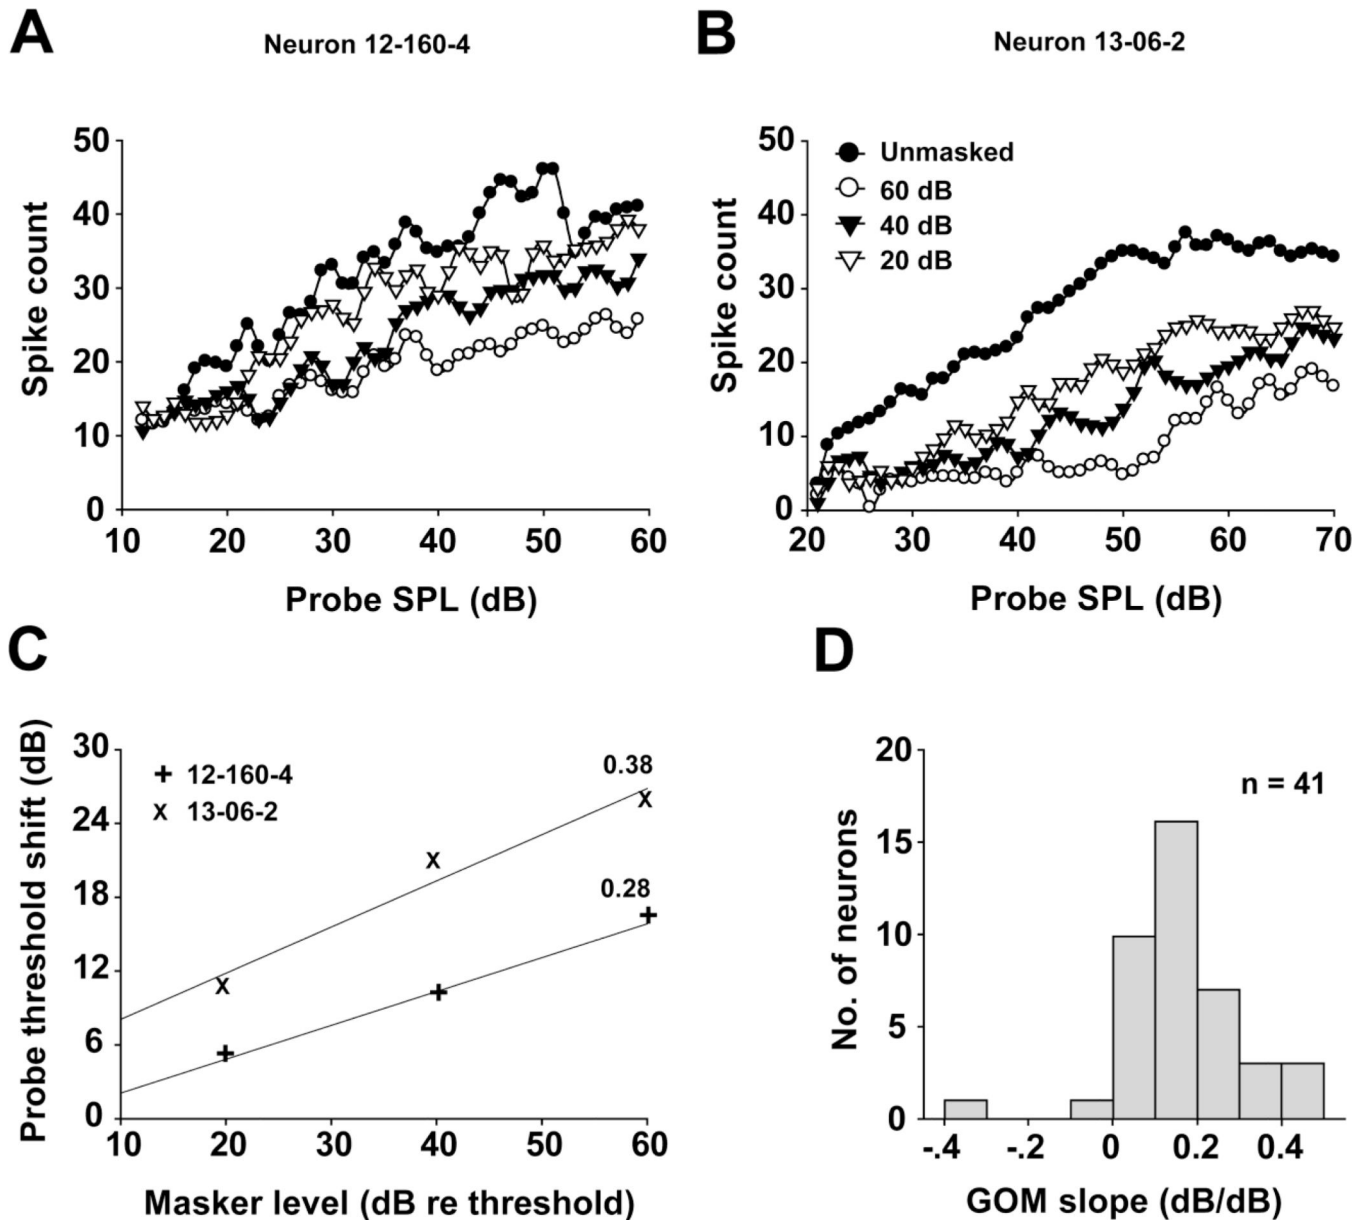 A
Neuron 12-160-4
50
40
30
20
10
0
10 20 30 40 50 60
Spike count
Probe SPL (dB)
B
Neuron 13-06-2
50
40
30
20
10
0
20 30 40 50 60 70
Unmasked
60 dB
40 dB
20 dB
Spike count
Probe SPL (dB)
C
30
24
18
12
6
0
10 20 30 40 50 60
+ 12-160-4
x 13-06-2
0.38
0.28
Probe threshold shift (dB)
Masker level (dB re threshold)
D
20
15
10
5
0
-.4 -.2 0 0.2 0.4
n = 41
No. of neurons
GOM slope (dB/dB)